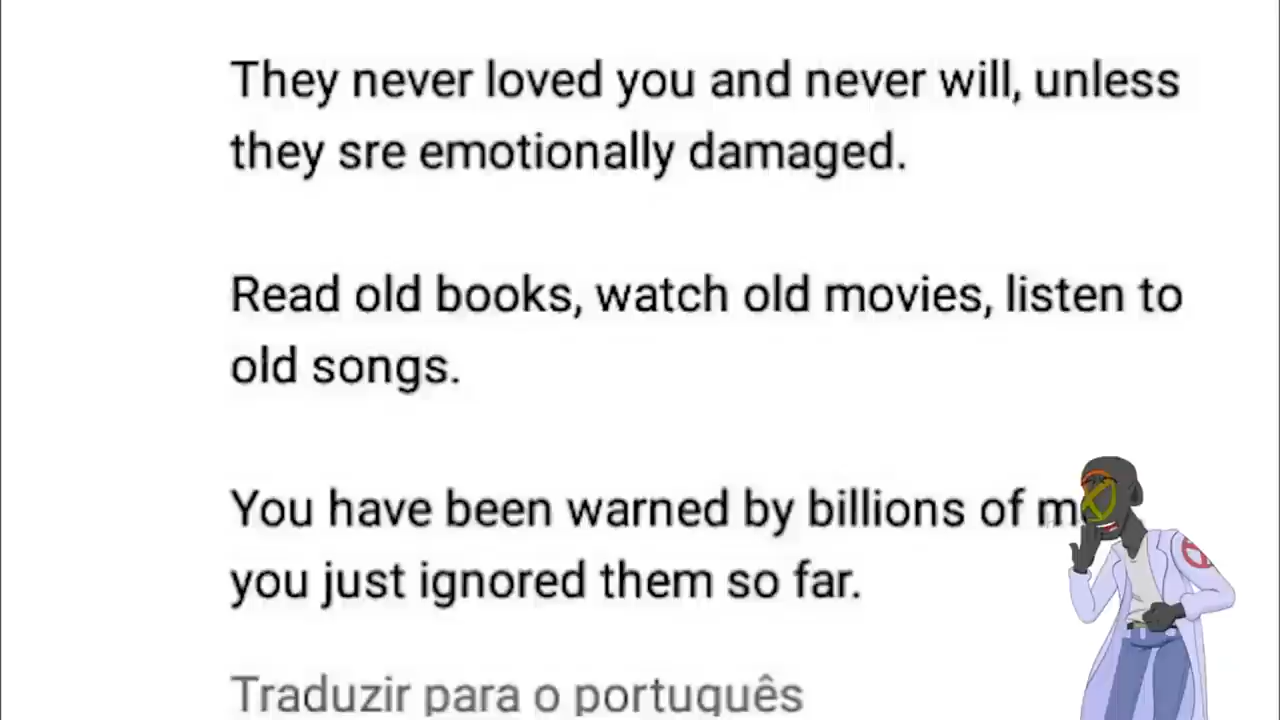 They never loved you and never will, unless
they sre emotionally damaged.
Read old books, watch old movies, listen to
old songs.
You have been warned by billions of
you just ignored them so far.
Traduzir para o português